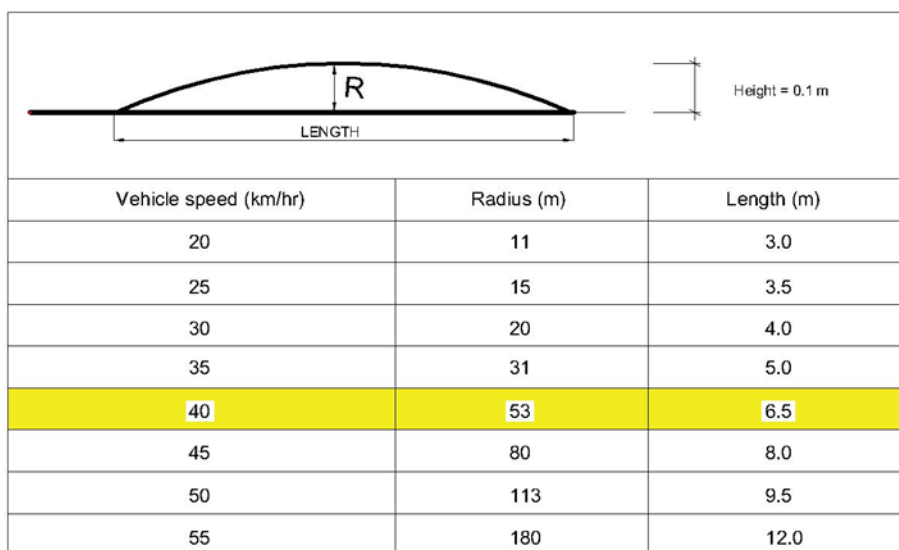 R
Height = 0.1 m
LENGTH
Vehicle speed (km/hr) Radius (m) Length (m)
20 11 3.0
25 15 3.5
30 20 4.0
35 31 5.0
40 53 6.5
45 80 8.0
50 113 9.5
55 180 12.0